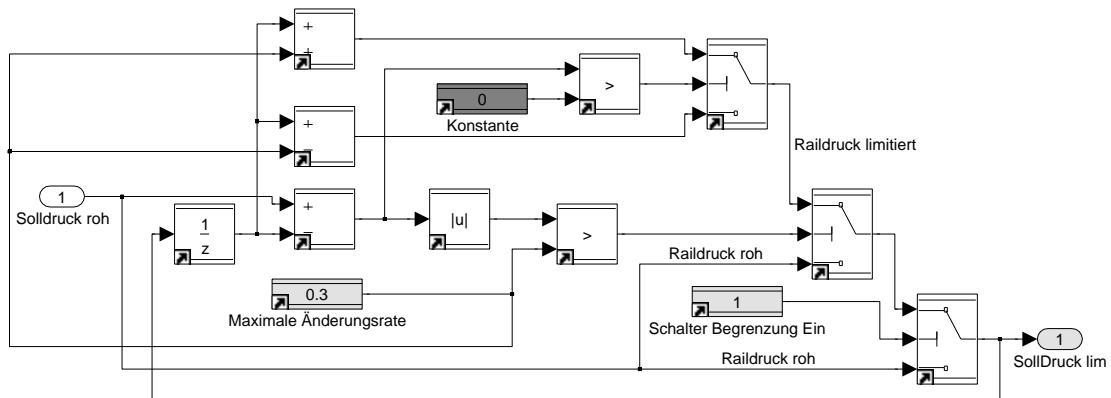 +
+
+
−
0
>
Konstante
Raildruck limitiert
1
Solldruck roh
1
z
+
−
|u|
>
Raildruck roh
0.3
Maximale Änderungsrate
1
Schalter Begrenzung Ein
Raildruck roh
1
SollDruck lim